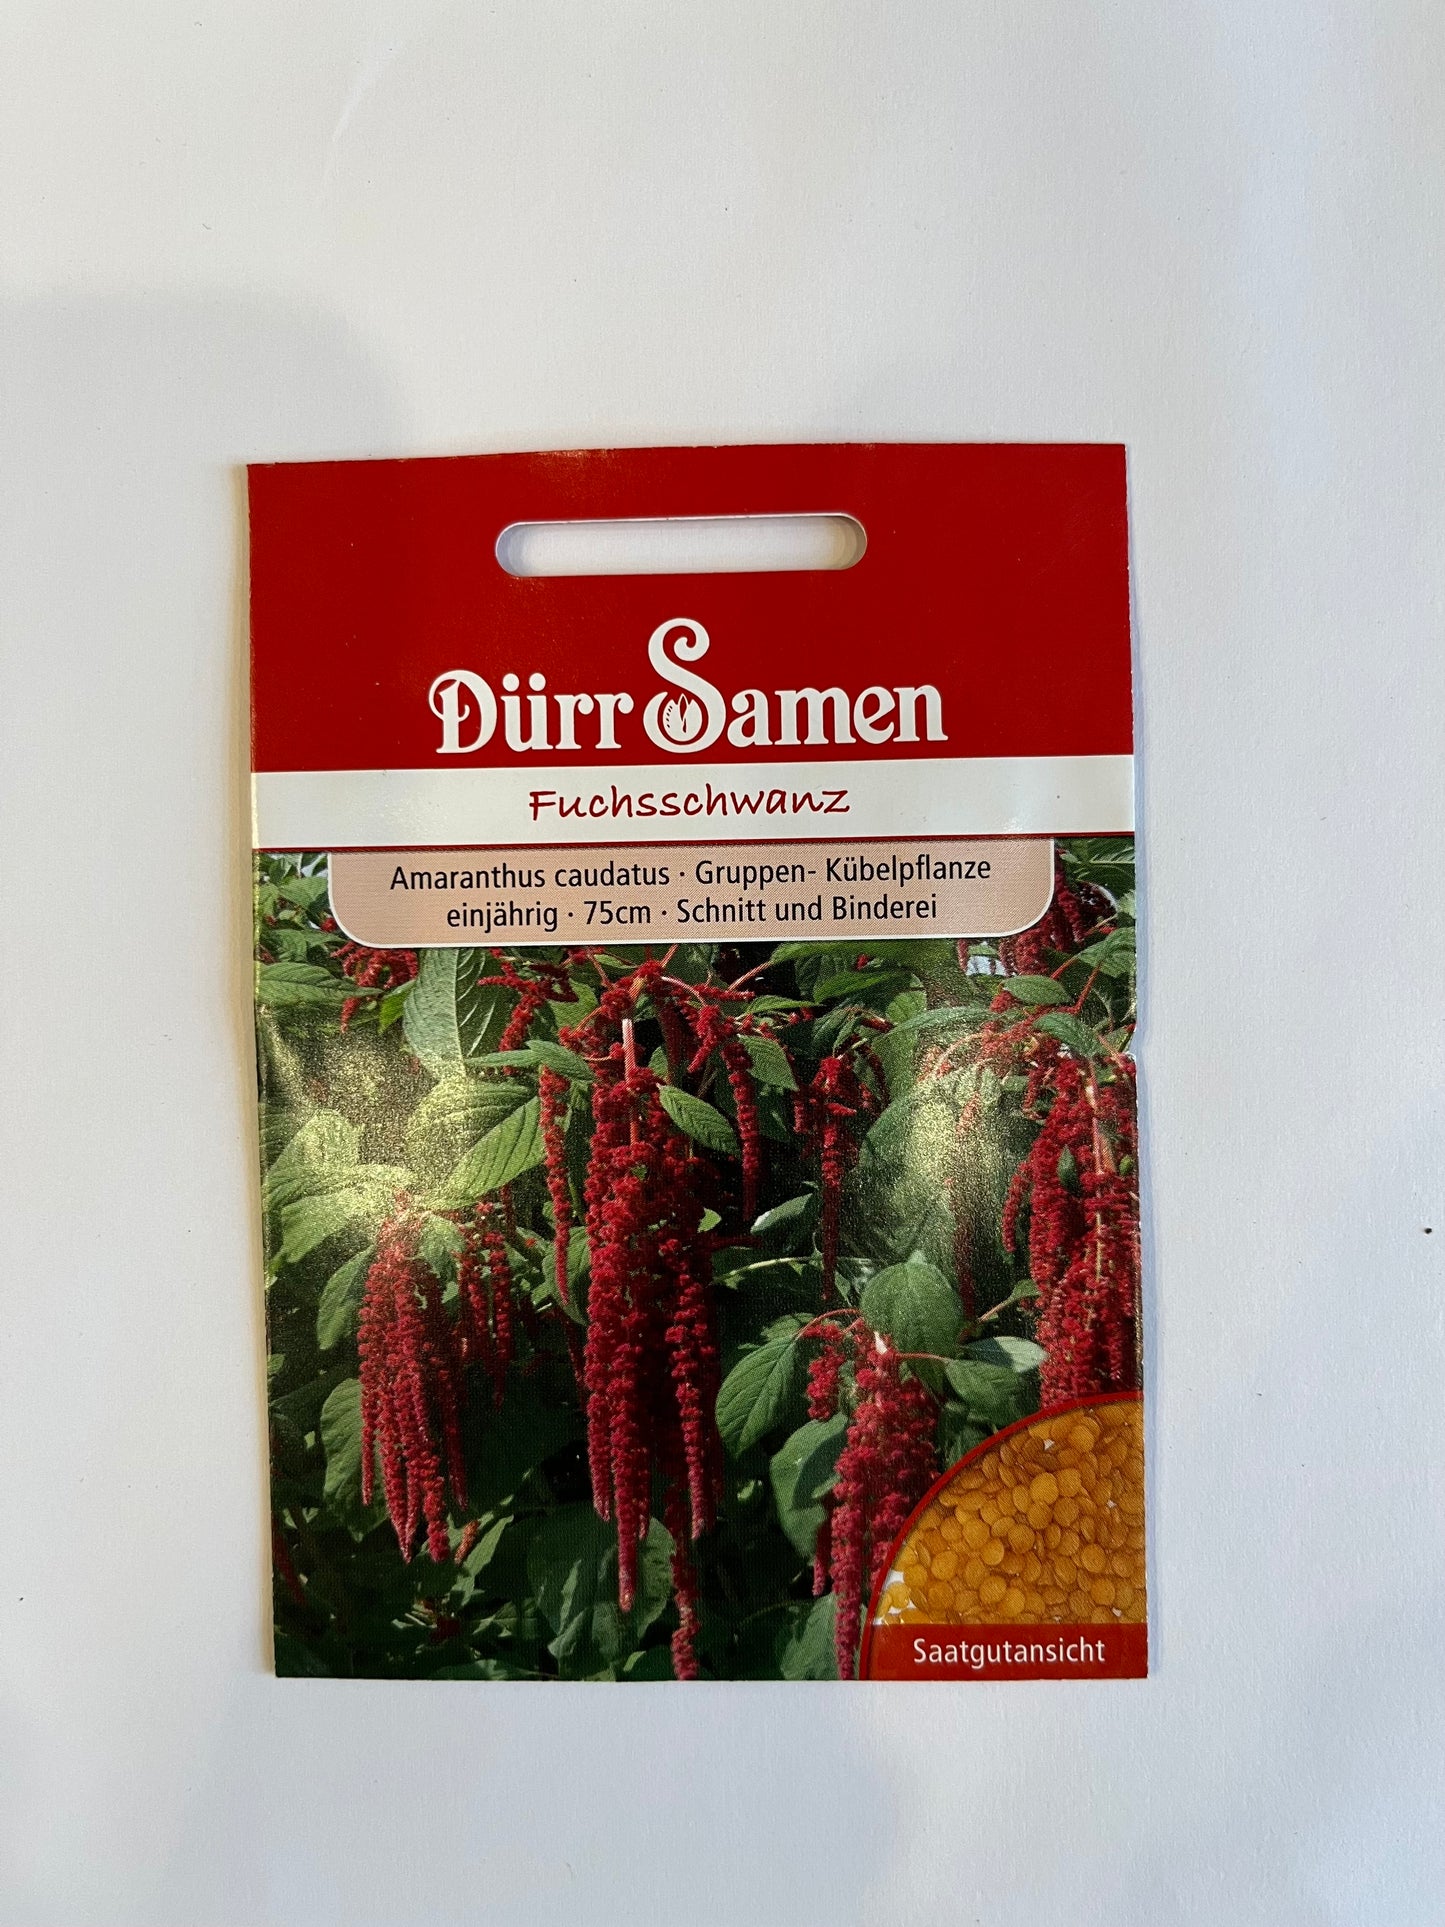 Dürr Samen
Fuchsschwanz
Amaranthus caudatus · Gruppen- Kübelpflanze
einjährig · 75cm · Schnitt und Binderei
Saatgutansicht